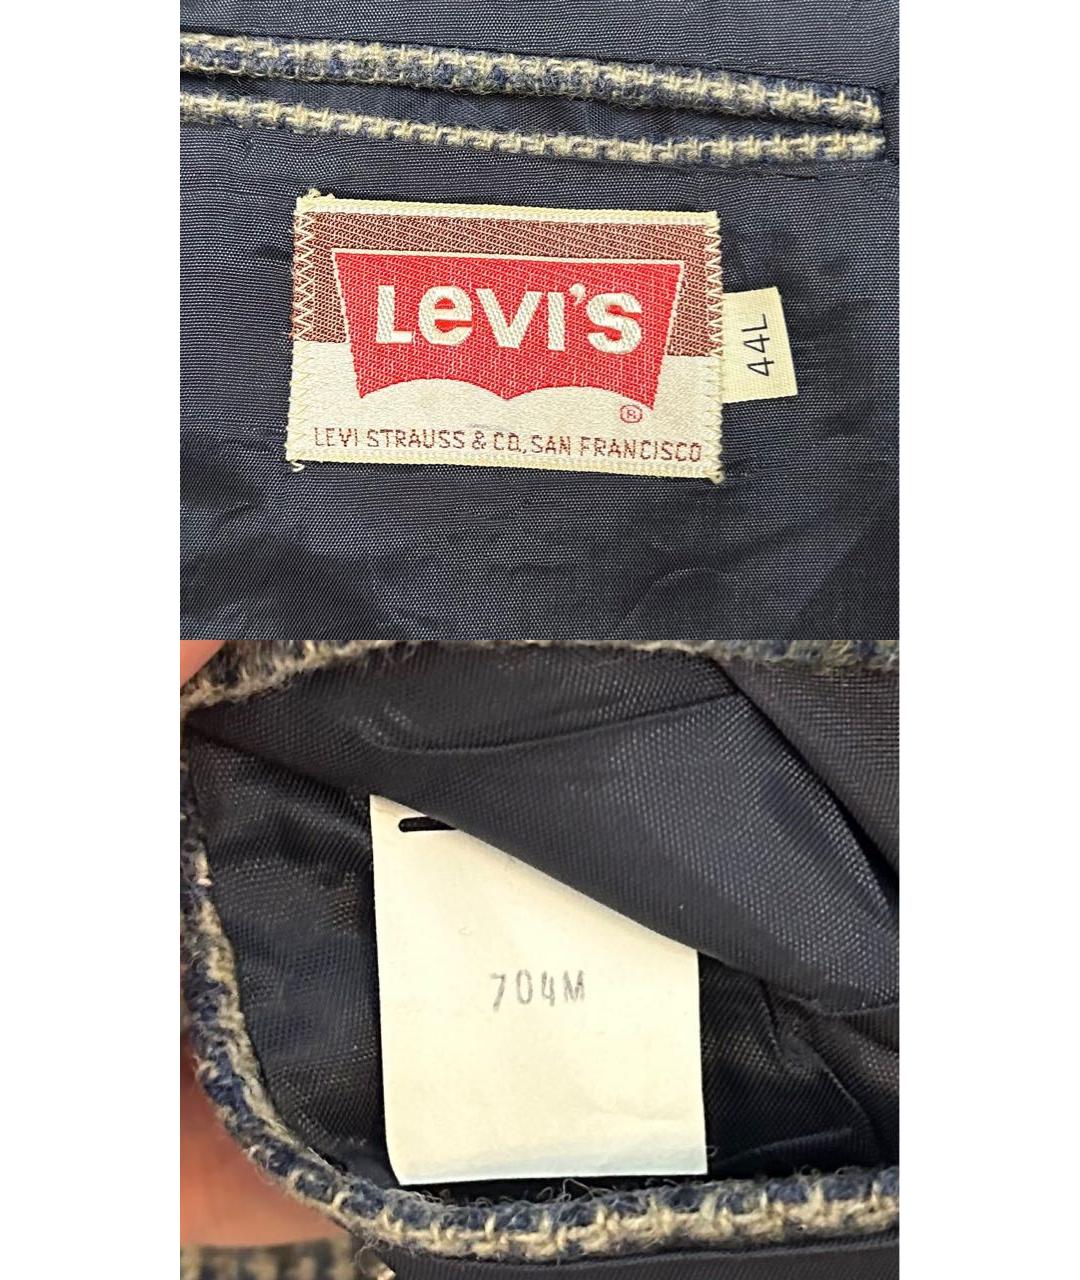 LeVI'S
®
LEVI STRAUSS & CO. SAN FRANCISCO
44L
704M